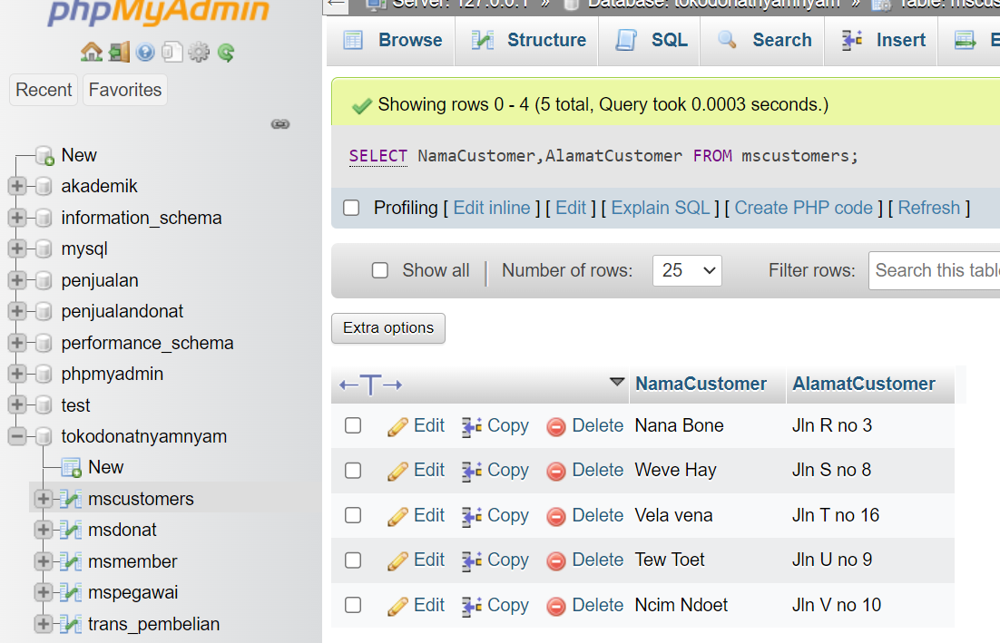 phpMyAdmin
Recent Favorites
New
akademik
information_schema
mysql
penjualan
penjualandonat
performance_schema
phpmyadmin
test
tokodonatnyamnyam
New
mscustomers
msdonat
msmember
mspegawai
trans_pembelian
Server: 127.0.0.1 » Database: tokodonatnyamnyam » Table: mscus
Browse Structure SQL Search Insert E
Showing rows 0 - 4 (5 total, Query took 0.0003 seconds.)
SELECT NamaCustomer,AlamatCustomer FROM mscustomers;
Profiling [ Edit inline ] [ Edit ] [ Explain SQL ] [ Create PHP code ] [ Refresh ]
Show all | Number of rows: 25 Filter rows: Search this table
Extra options
NamaCustomer AlamatCustomer
Edit Copy Delete Nana Bone Jln R no 3
Edit Copy Delete Weve Hay Jln S no 8
Edit Copy Delete Vela vena Jln T no 16
Edit Copy Delete Tew Toet Jln U no 9
Edit Copy Delete Ncim Ndoet Jln V no 10